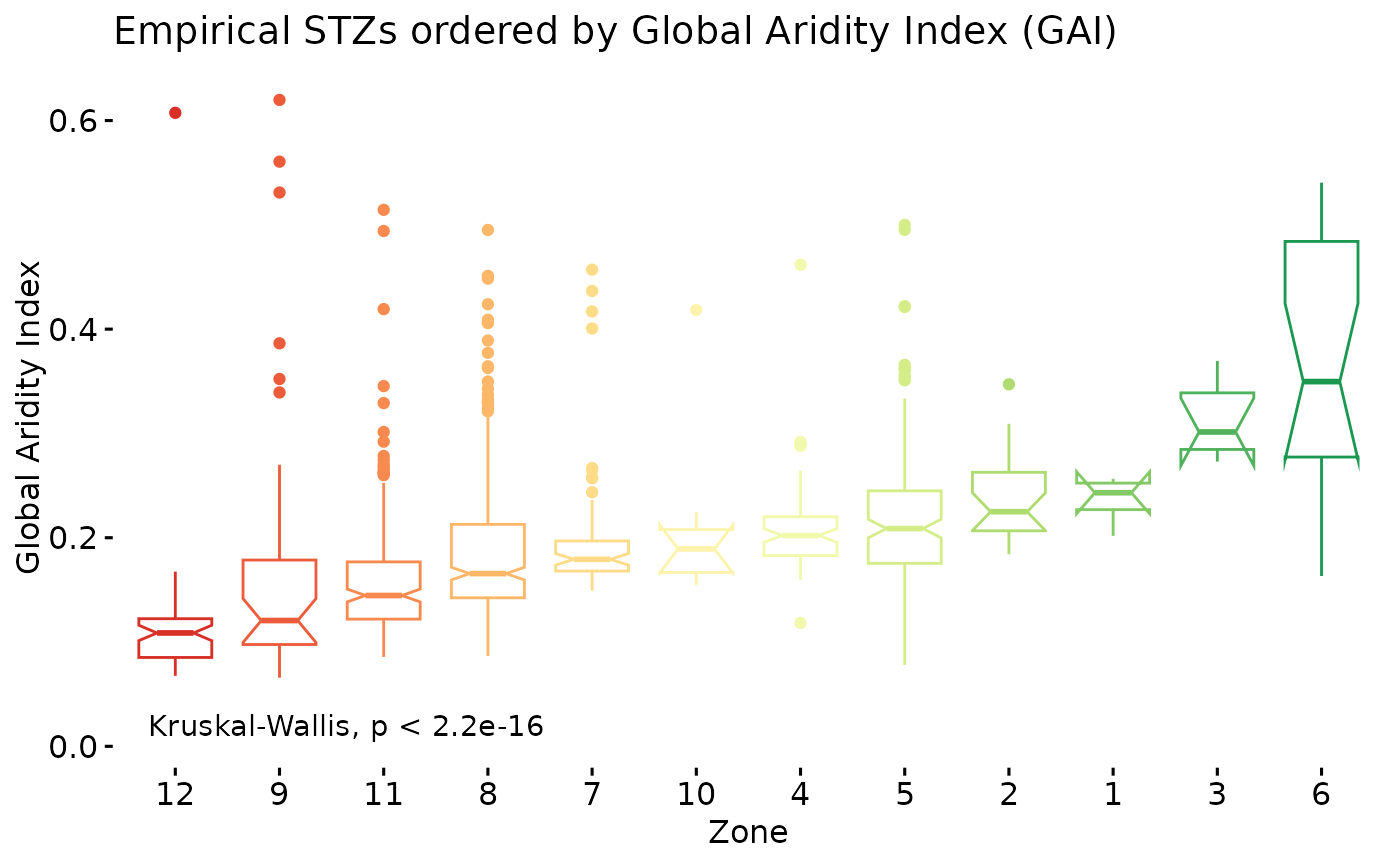 Empirical STZs ordered by Global Aridity Index (GAI)
Global Aridity Index
0.6
0.4
0.2
0.0
Kruskal-Wallis, p < 2.2e-16
12 9 11 8 7 10 4 5 2 1 3 6
Zone